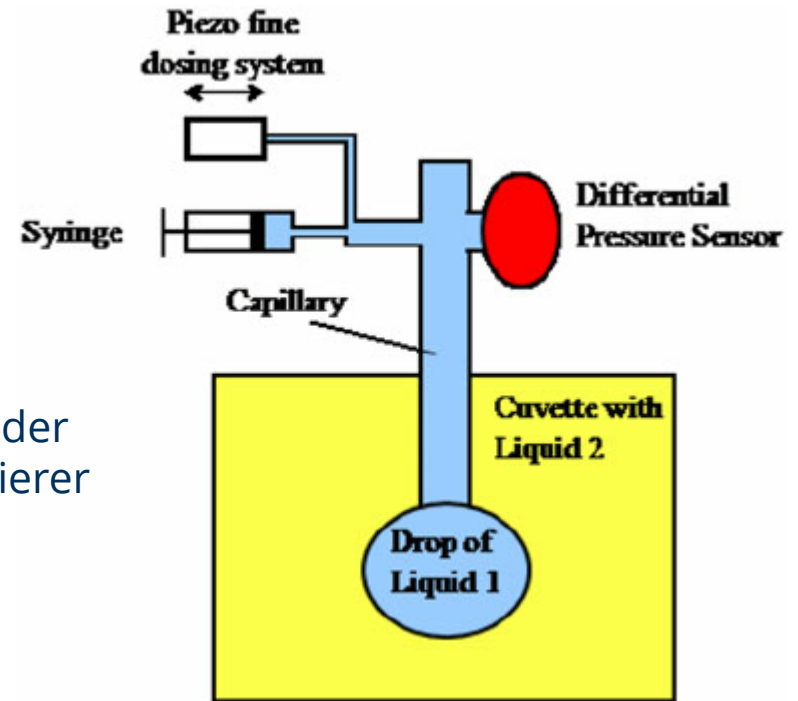 Piezo fine
dosing system
Syringe
Differential
Pressure Sensor
Capillary
der
ierer
Cuvette with
Liquid 2
Drop of
Liquid 1